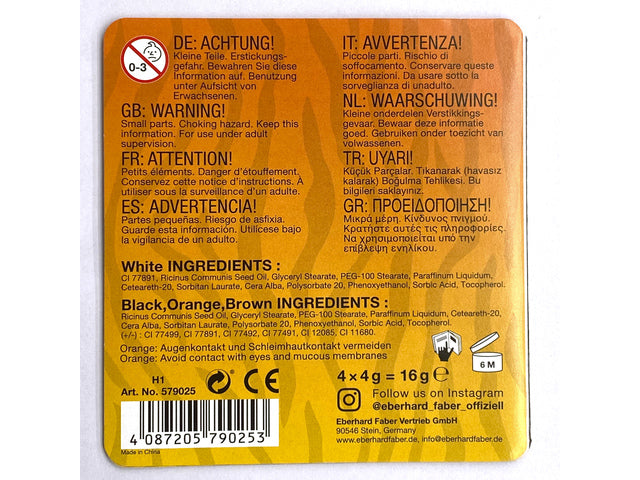 0-3
DE: ACHTUNG!
Kleine Teile. Erstickungs-
gefahr. Bewahren Sie diese
Information auf. Benutzung
unter Aufsicht von
Erwachsenen.
GB: WARNING!
Small parts. Choking hazard. Keep this
information. For use under adult
supervision.
FR: ATTENTION!
Petits éléments. Danger d'étouffement.
Conservez cette notice d'instructions. À
utiliser sous la surveillance d'un adulte.
ES: ADVERTENCIA!
Partes pequeñas. Riesgo de asfixia.
Guarde esta información. Utilícese bajo
la vigilancia de un adulto.
IT: AVVERTENZA!
Piccole parti. Rischio di
soffocamento. Conservare queste
informazioni. Da usare sotto la
sorveglianza di unadulto.
NL: WAARSCHUWING!
Kleine onderdelen Verstikkings-
gevaar. Bewaar deze informatie
goed. Gebruiken onder toezicht van
volwassenen.
TR: UYARI!
Küçük Parçalar. Tıkanarak (havasız
kalarak) Boğulma Tehlikesi. Bu
bilgileri saklayiniz.
GR: ΠΡΟΕΙΔΟΠΟΙΗΣΗ!
Μικρά μέρη. Κίνδυνος πνιγμού.
Κρατήστε αυτές τις πληροφορίες.
Να χρησιμοποιείται υπό την
επίβλεψη ενηλίκου.
White INGREDIENTS :
CI 77891, Ricinus Communis Seed Oil, Glyceryl Stearate, PEG-100 Stearate, Paraffinum Liquidum,
Ceteareth-20, Sorbitan Laurate, Cera Alba, Polysorbate 20, Phenoxyethanol, Sorbic Acid, Tocopherol.
Black,Orange,Brown INGREDIENTS :
Ricinus Communis Seed Oil, Glyceryl Stearate, PEG-100 Stearate, Paraffinum Liquidum, Ceteareth-20,
Cera Alba, Sorbitan Laurate, Polysorbate 20, Phenoxyethanol, Sorbic Acid, Tocopherol.
(+/-) : CI 77499, CI 77891, CI 77492, CI 77491, CI 12085, CI 11680.
Orange: Augenkontakt und Schleimhautkontakt vermeiden
Orange: Avoid contact with eyes and mucous membranes
6 M
H1
Art. No. 579025
CE
4 x 4 g = 16 g e
4 087205 790253
Made in China
Follow us on Instagram
@eberhard_faber_offiziell
Eberhard Faber Vertrieb GmbH
90546 Stein, Germany
www.eberhardfaber.de, info@eberhardfaber.de